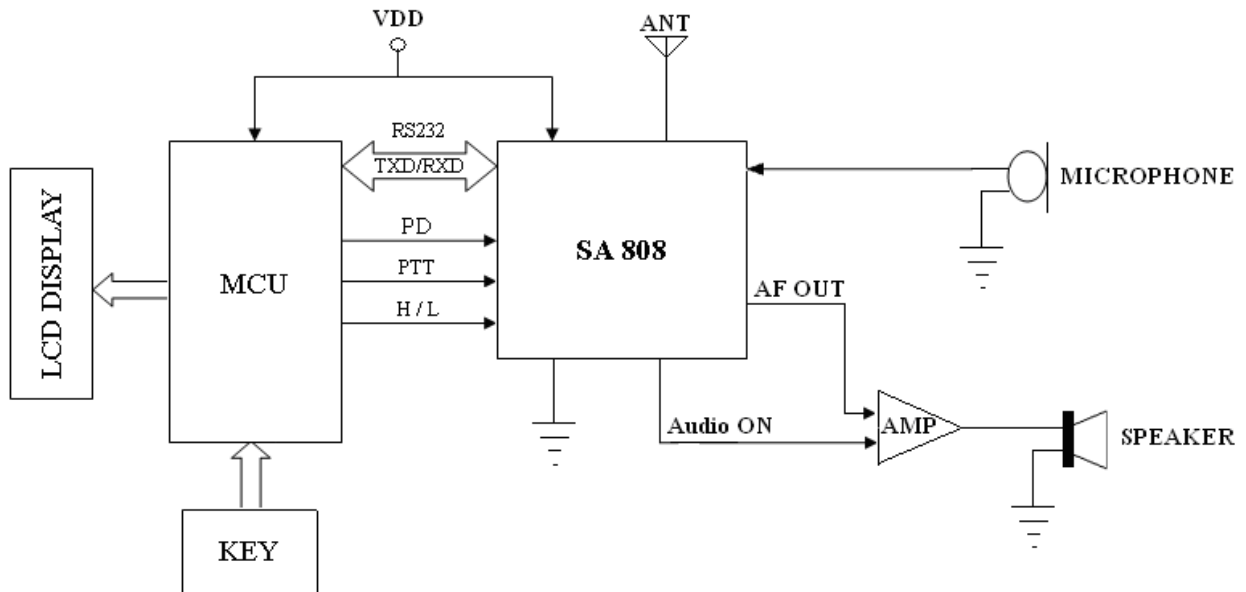 VDD
ANT
RS232
TXD/RXD
MICROPHONE
LCD DISPLAY
PD
SA 808
MCU
PTT
AF OUT
H / L
Audio ON
AMP
SPEAKER
KEY